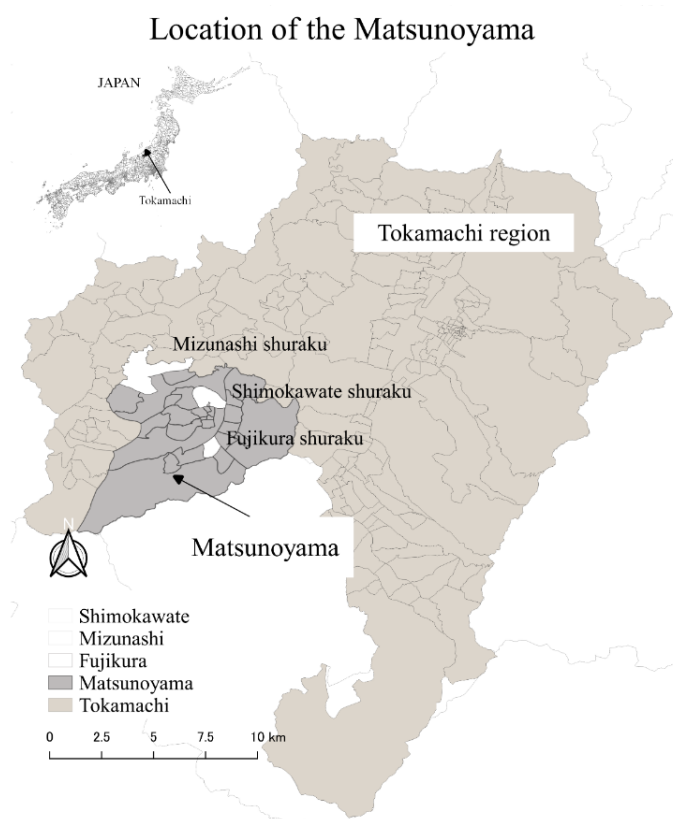 Location of the Matsunoyama
JAPAN
Tokamachi
Tokamachi region
Mizunashi shuraku
Shimokawate shuraku
Fujikura shuraku
Matsunoyama
N
Shimokawate
Mizunashi
Fujikura
Matsunoyama
Tokamachi
0 2.5 5 7.5 10 km